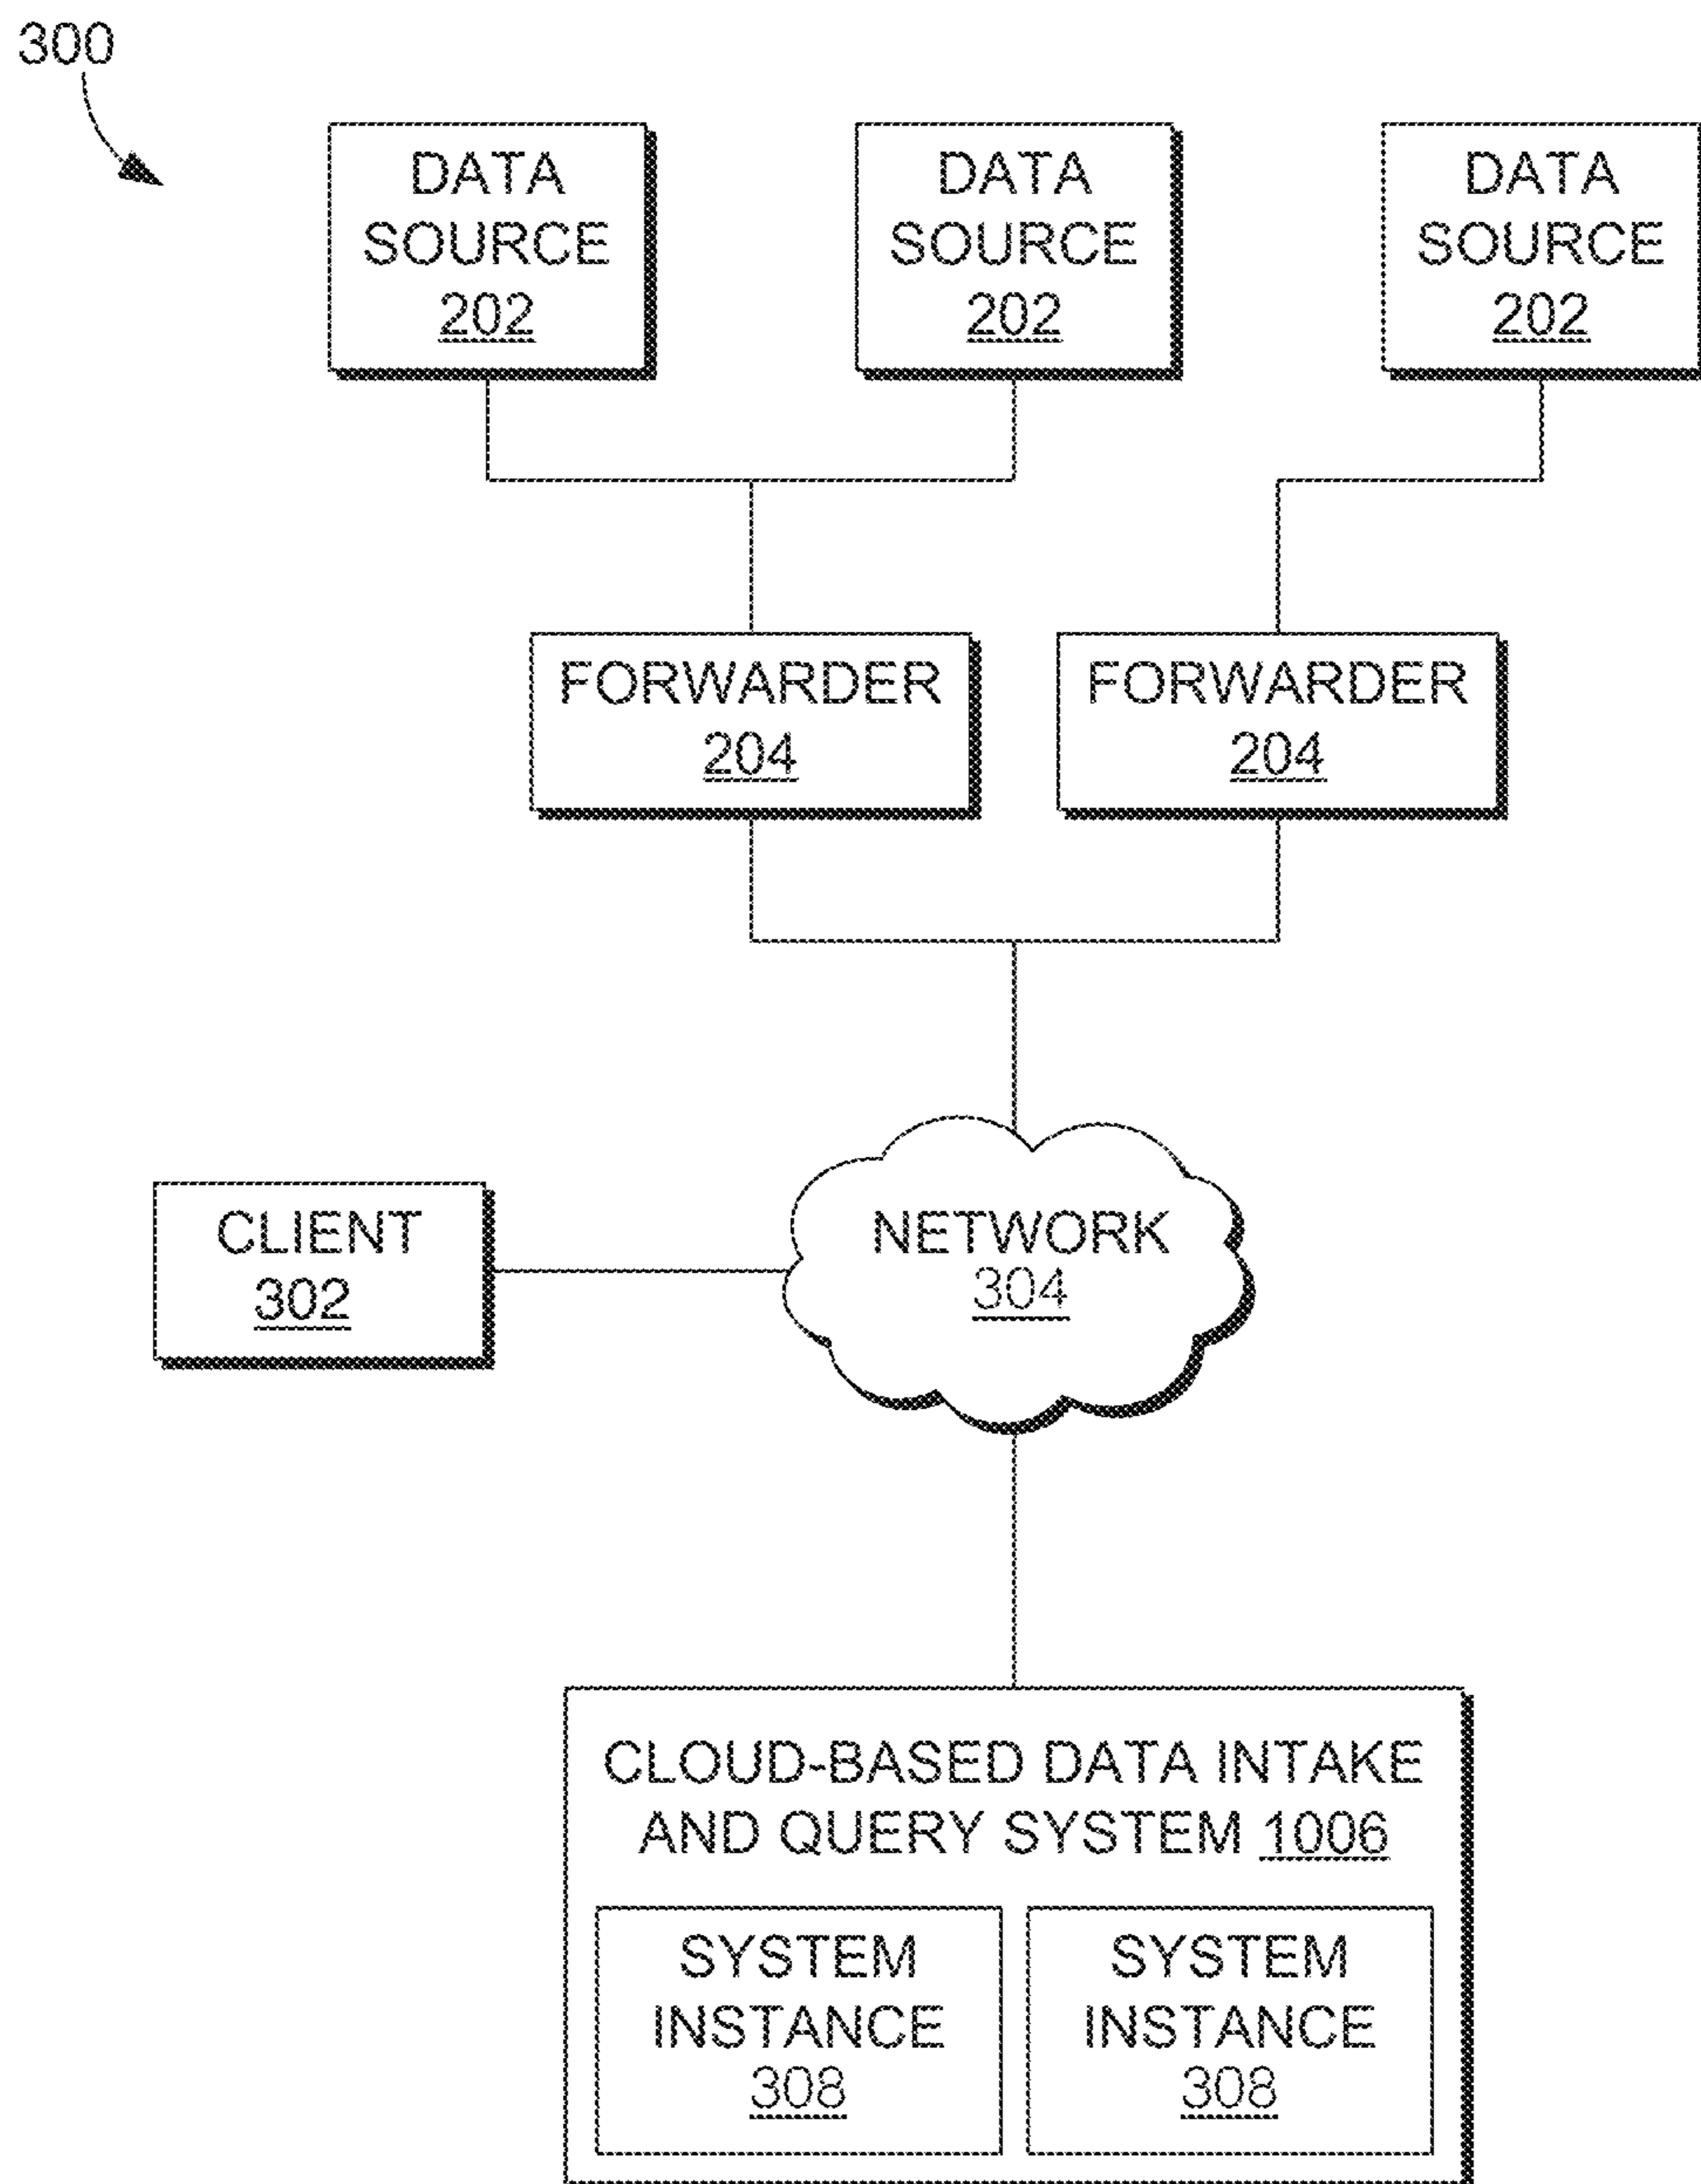 300
DATA
SOURCE
202
DATA
SOURCE
202
DATA
SOURCE
202
FORWARDER
204
FORWARDER
204
CLIENT
302
NETWORK
304
CLOUD-BASED DATA INTAKE
AND QUERY SYSTEM 1006
SYSTEM
INSTANCE
308
SYSTEM
INSTANCE
308